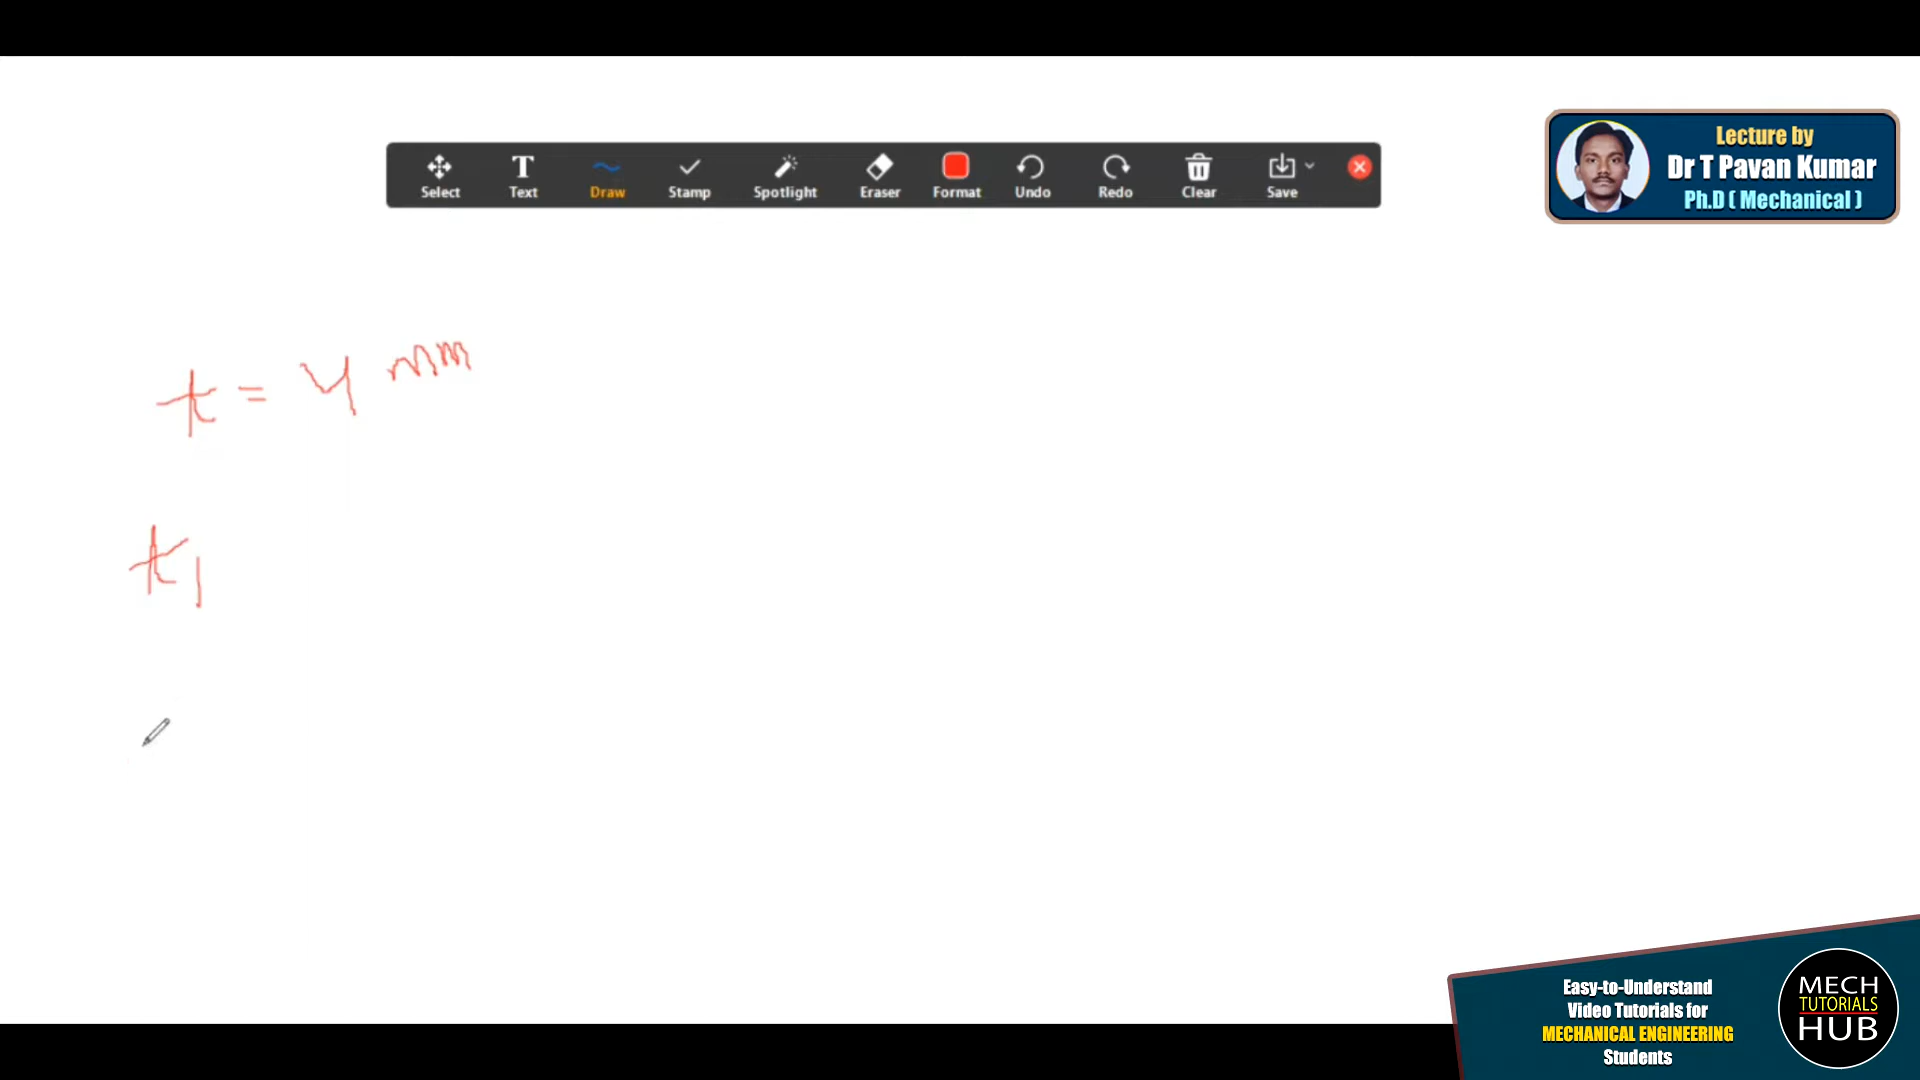 Select Text Draw Stamp Spotlight Eraser Format Undo Redo Clear Save
Lecture by
Dr T Pavan Kumar
Ph.D ( Mechanical )
t = 4 mm
t1
Easy-to-Understand
Video Tutorials for
MECHANICAL ENGINEERING
Students
MECH
TUTORIALS
HUB